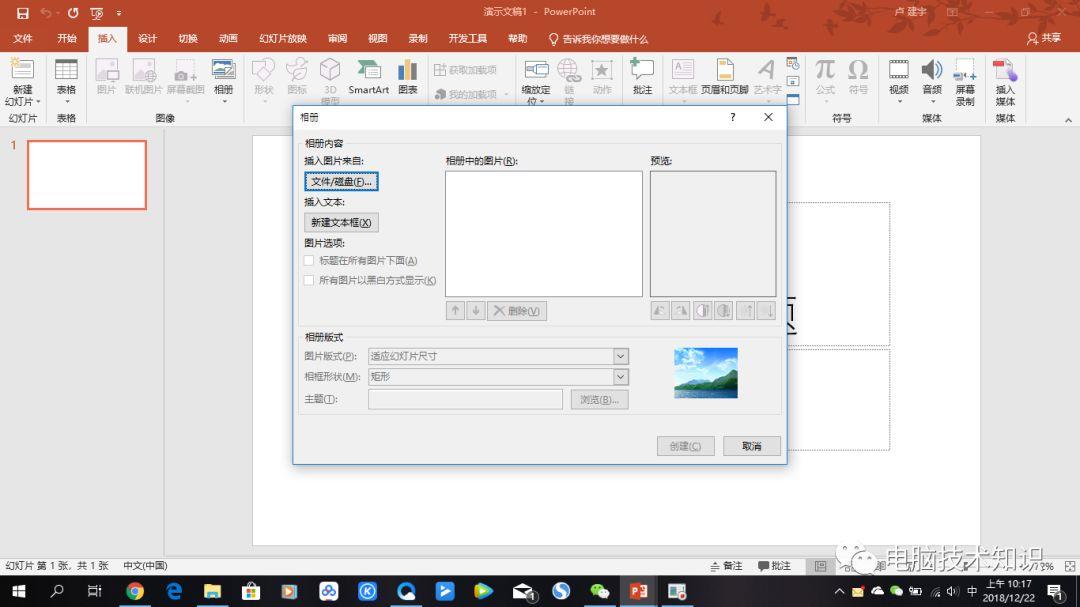 演示文稿1 - PowerPoint
卢 建宇
文件 开始 插入 设计 切换 动画 幻灯片放映 审阅 视图 录制 开发工具 帮助 告诉我你想要做什么 共享
新建
幻灯片
表格
图片
联机图片
屏幕截图
相册
形状
图标
3D
模型
SmartArt
图表
获取加载项
我的加载项
缩放定
位
链
接
动作
批注
文本框
页眉和页脚
艺术字
公式
符号
视频
音频
屏幕
录制
插入
媒体
幻灯片 表格 图像 符号 媒体 媒体
1
相册
?
相册内容
插入图片来自:
文件/磁盘(F)...
插入文本:
新建文本框(X)
图片选项:
标题在所有图片下面(A)
所有图片以黑白方式显示(K)
相册中的图片(R):
预览:
删除(V)
相册版式
图片版式(P): 适应幻灯片尺寸
相框形状(M): 矩形
主题(T):
浏览(B)...
创建(C)
取消
题
电脑技术知识
幻灯片 第 1 张，共 1 张 中文(中国)
备注 批注
中
上午 10:17
2018/12/22